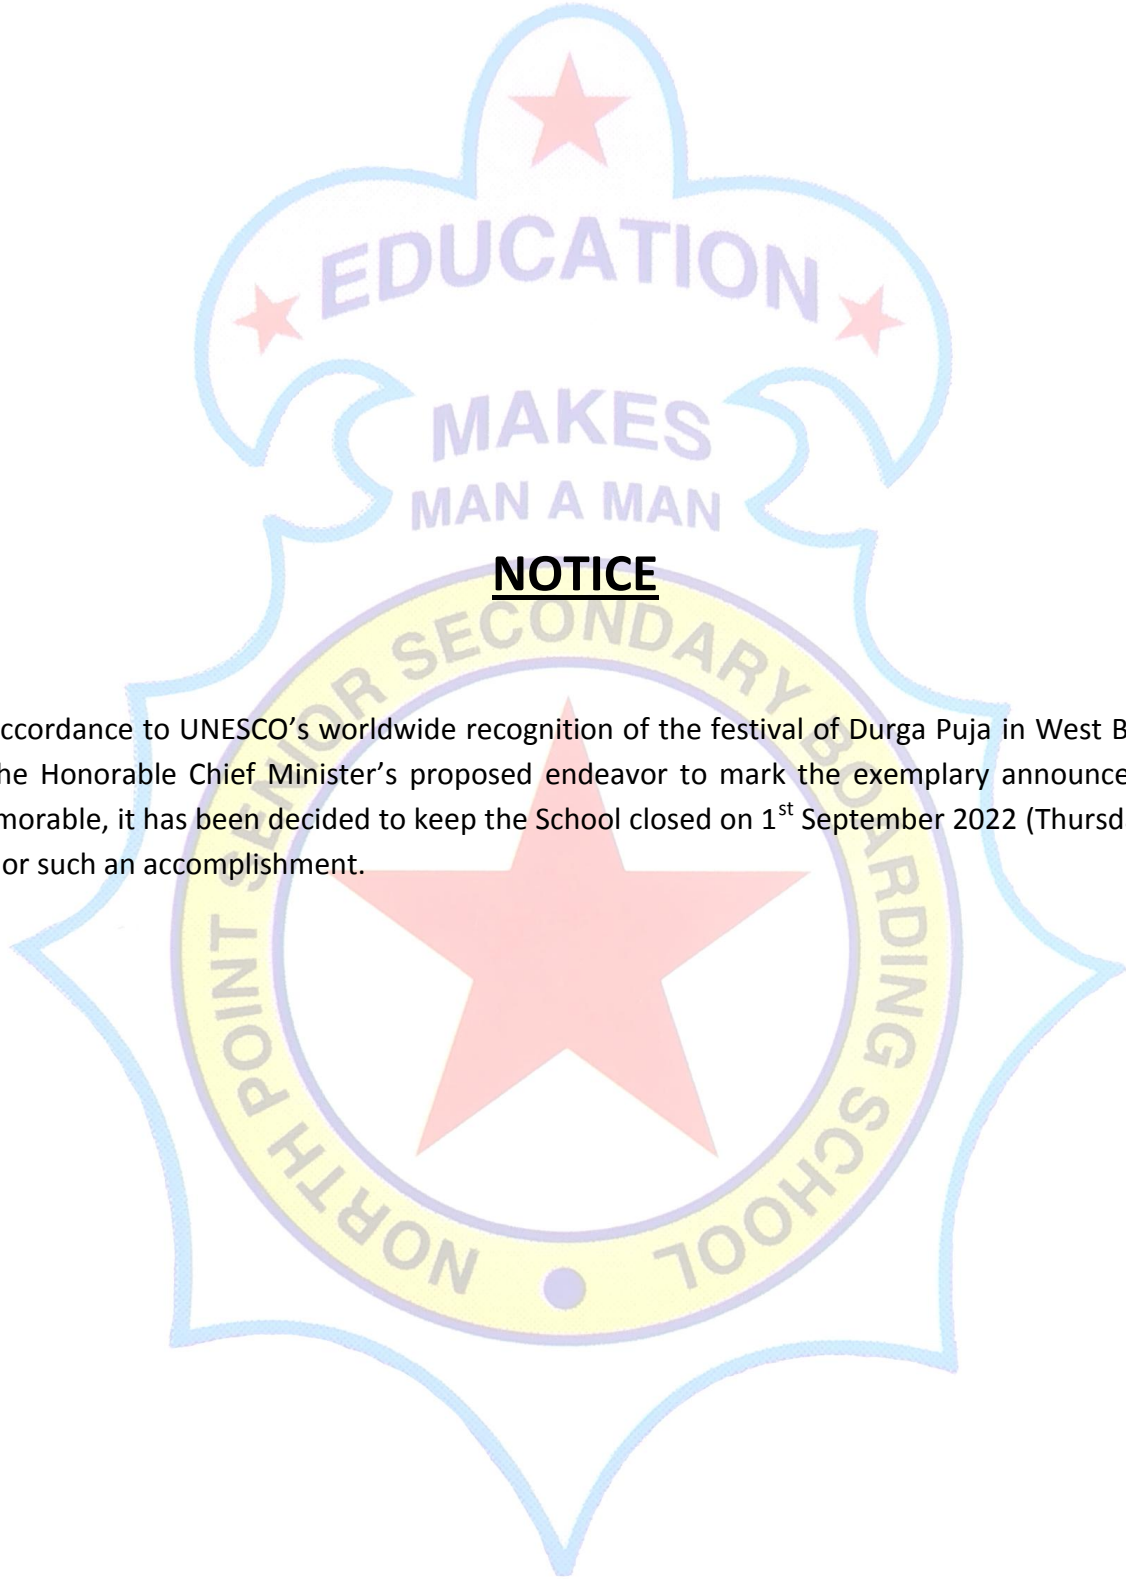 EDUCATION
MAKES
MAN A MAN
NOTICE
NORTH POINT SENIOR SECONDARY BOARDING SCHOOL
ccordance to UNESCO’s worldwide recognition of the festival of Durga Puja in West B
he Honorable Chief Minister’s proposed endeavor to mark the exemplary announce
morable, it has been decided to keep the School closed on 1st September 2022 (Thursd
or such an accomplishment.